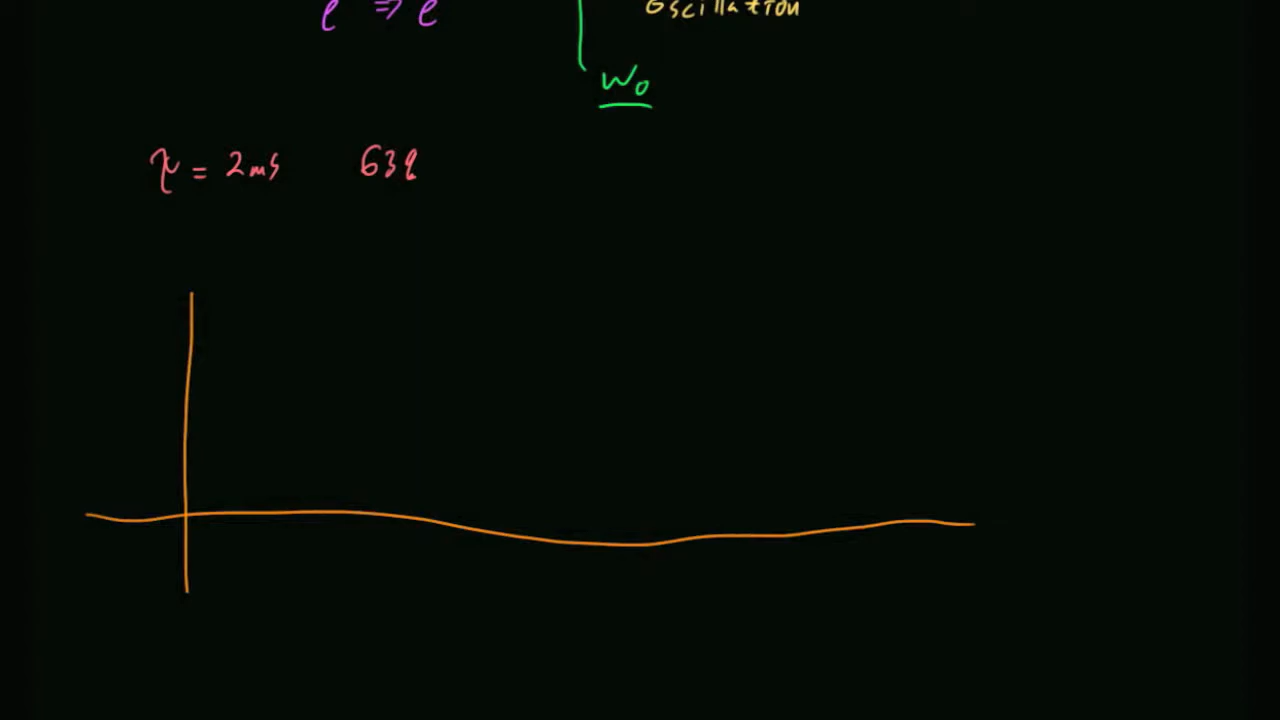 e ⇒ e
Oscillation
W₀
τ = 2ms 63%